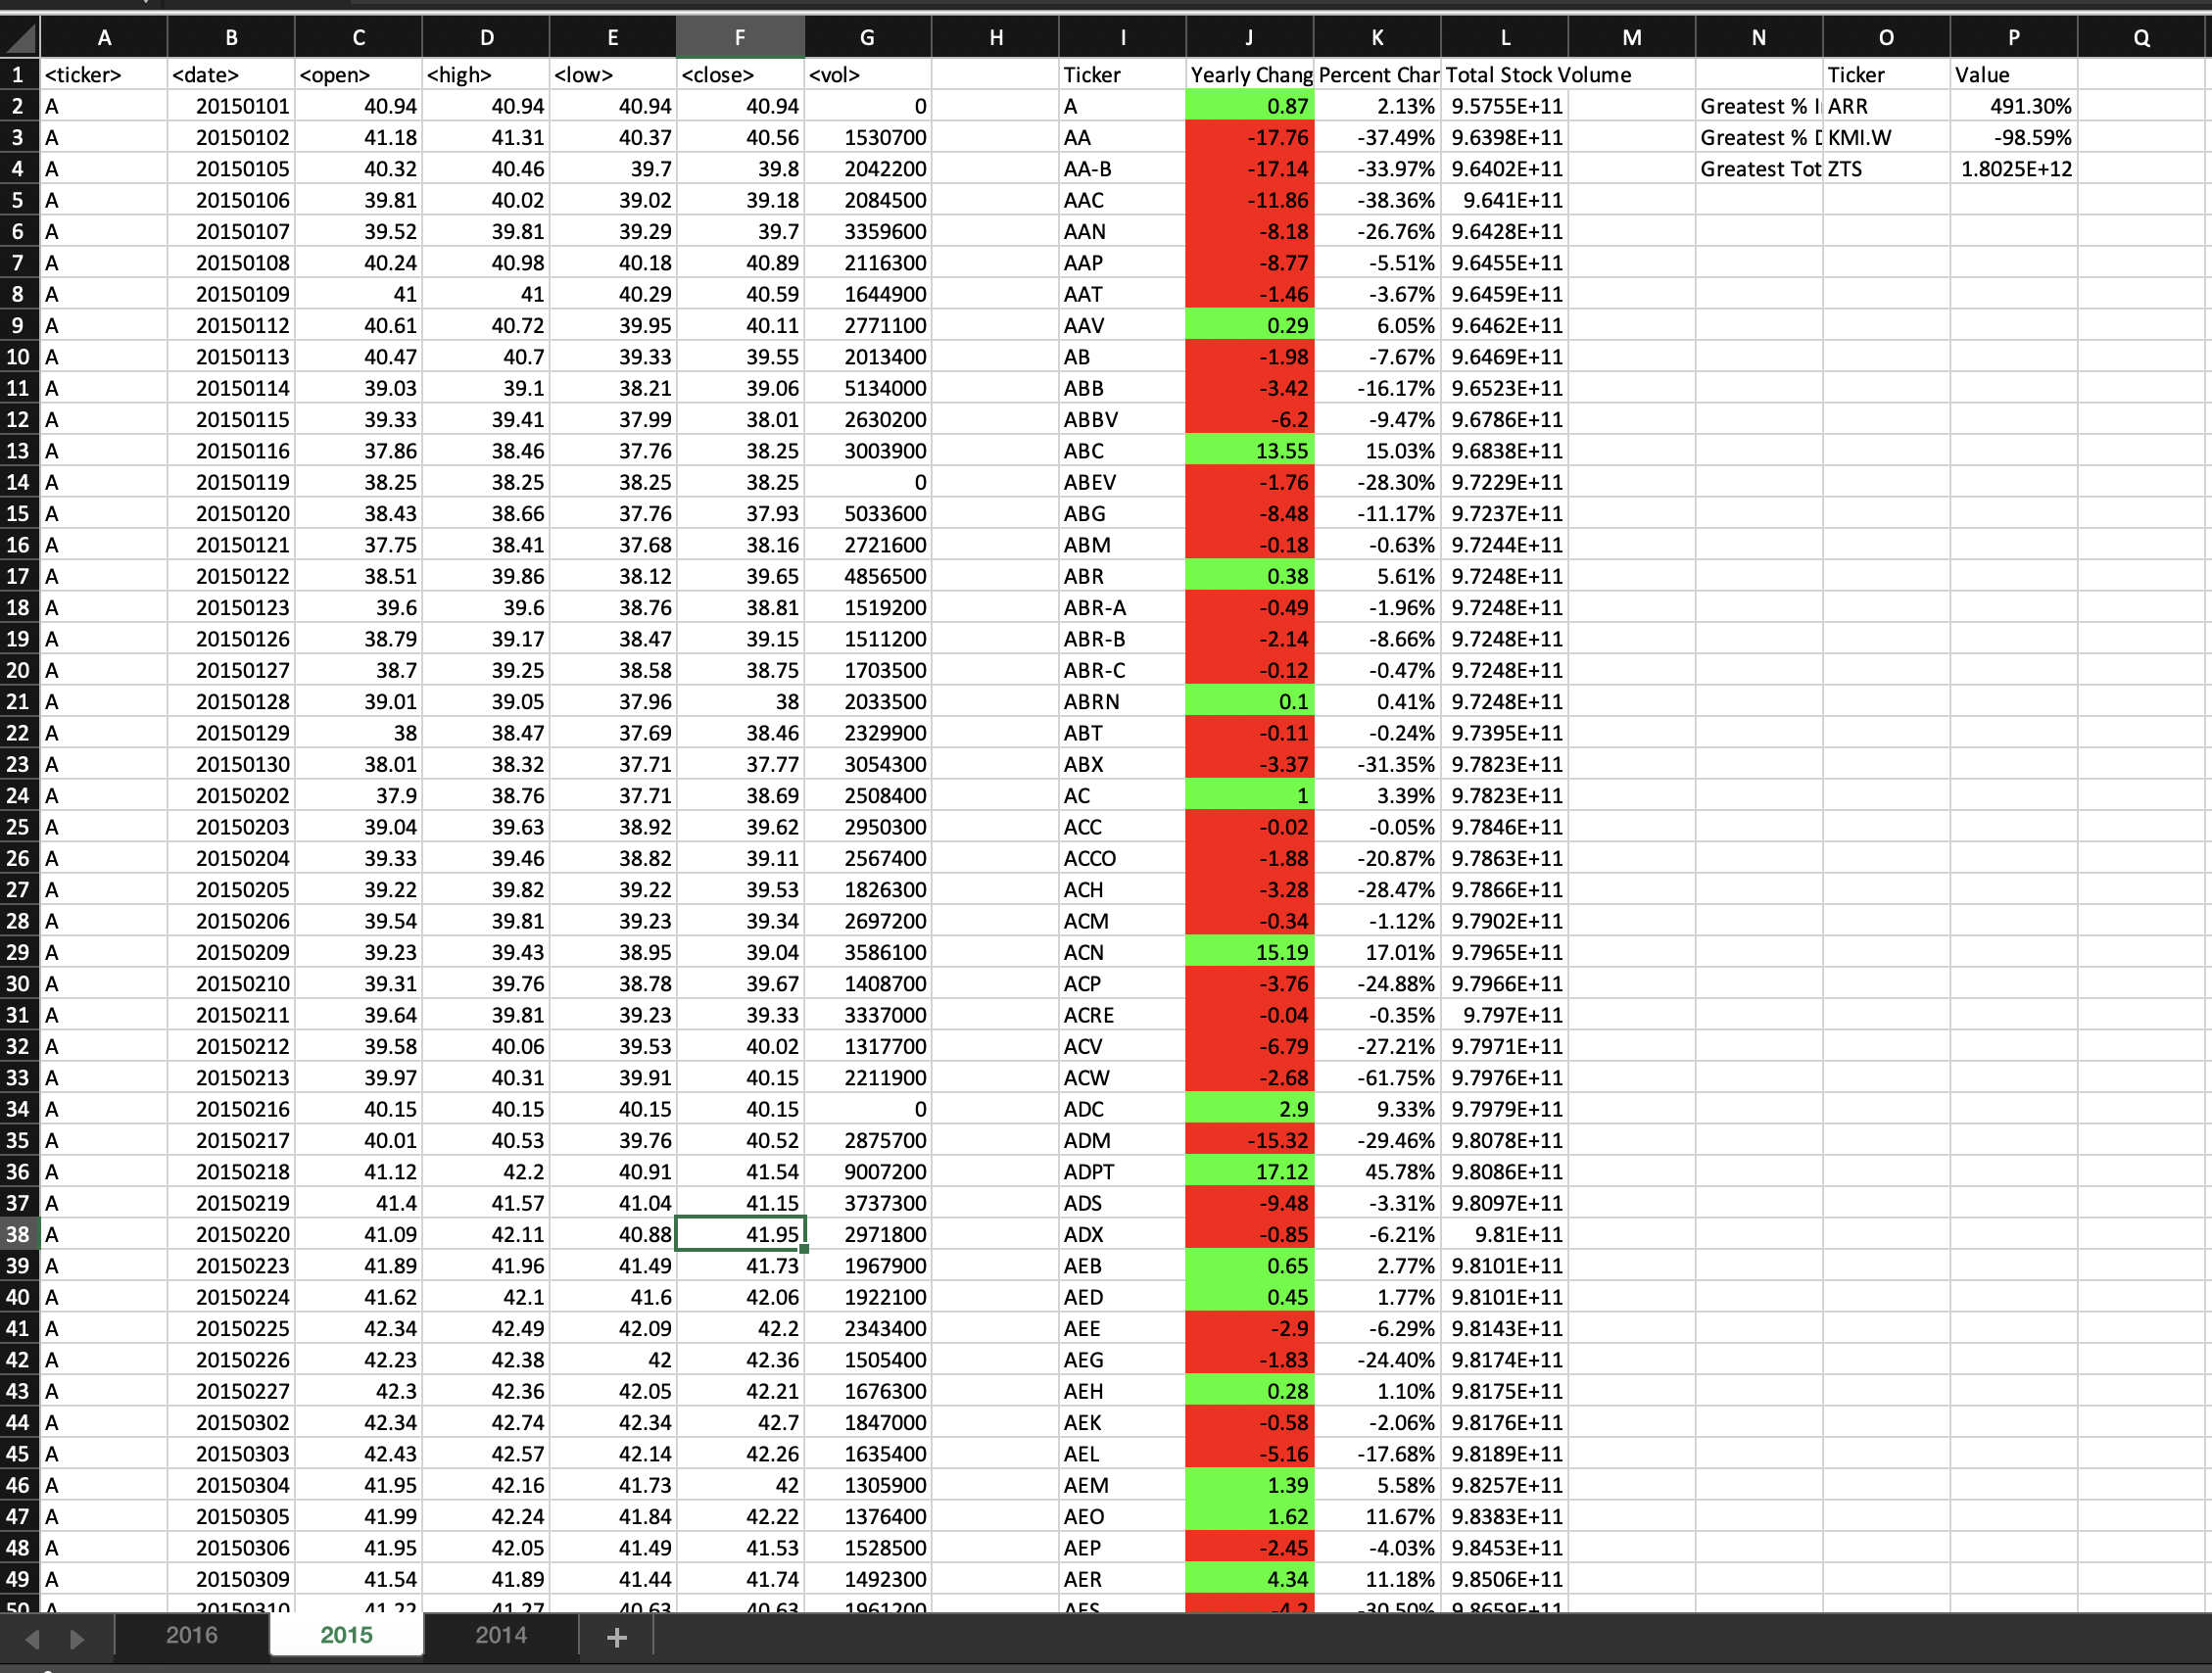 A B C D E F G H I J K L M N O P Q
1 <ticker> <date> <open> <high> <low> <close> <vol> Ticker Yearly Chang Percent Char Total Stock Volume Ticker Value
2 A 20150101 40.94 40.94 40.94 40.94 0 A 0.87 2.13% 9.5755E+11 Greatest % I ARR 491.30%
3 A 20150102 41.18 41.31 40.37 40.56 1530700 AA -17.76 -37.49% 9.6398E+11 Greatest % D KMI.W -98.59%
4 A 20150105 40.32 40.46 39.7 39.8 2042200 AA-B -17.14 -33.97% 9.6402E+11 Greatest Tot ZTS 1.8025E+12
5 A 20150106 39.81 40.02 39.02 39.18 2084500 AAC -11.86 -38.36% 9.641E+11
6 A 20150107 39.52 39.81 39.29 39.7 3359600 AAN -8.18 -26.76% 9.6428E+11
7 A 20150108 40.24 40.98 40.18 40.89 2116300 AAP -8.77 -5.51% 9.6455E+11
8 A 20150109 41 41 40.29 40.59 1644900 AAT -1.46 -3.67% 9.6459E+11
9 A 20150112 40.61 40.72 39.95 40.11 2771100 AAV 0.29 6.05% 9.6462E+11
10 A 20150113 40.47 40.7 39.33 39.55 2013400 AB -1.98 -7.67% 9.6469E+11
11 A 20150114 39.03 39.1 38.21 39.06 5134000 ABB -3.42 -16.17% 9.6523E+11
12 A 20150115 39.33 39.41 37.99 38.01 2630200 ABBV -6.2 -9.47% 9.6786E+11
13 A 20150116 37.86 38.46 37.76 38.25 3003900 ABC 13.55 15.03% 9.6838E+11
14 A 20150119 38.25 38.25 38.25 38.25 0 ABEV -1.76 -28.30% 9.7229E+11
15 A 20150120 38.43 38.66 37.76 37.93 5033600 ABG -8.48 -11.17% 9.7237E+11
16 A 20150121 37.75 38.41 37.68 38.16 2721600 ABM -0.18 -0.63% 9.7244E+11
17 A 20150122 38.51 39.86 38.12 39.65 4856500 ABR 0.38 5.61% 9.7248E+11
18 A 20150123 39.6 39.6 38.76 38.81 1519200 ABR-A -0.49 -1.96% 9.7248E+11
19 A 20150126 38.79 39.17 38.47 39.15 1511200 ABR-B -2.14 -8.66% 9.7248E+11
20 A 20150127 38.7 39.25 38.58 38.75 1703500 ABR-C -0.12 -0.47% 9.7248E+11
21 A 20150128 39.01 39.05 37.96 38 2033500 ABRN 0.1 0.41% 9.7248E+11
22 A 20150129 38 38.47 37.69 38.46 2329900 ABT -0.11 -0.24% 9.7395E+11
23 A 20150130 38.01 38.32 37.71 37.77 3054300 ABX -3.37 -31.35% 9.7823E+11
24 A 20150202 37.9 38.76 37.71 38.69 2508400 AC 1 3.39% 9.7823E+11
25 A 20150203 39.04 39.63 38.92 39.62 2950300 ACC -0.02 -0.05% 9.7846E+11
26 A 20150204 39.33 39.46 38.82 39.11 2567400 ACCO -1.88 -20.87% 9.7863E+11
27 A 20150205 39.22 39.82 39.22 39.53 1826300 ACH -3.28 -28.47% 9.7866E+11
28 A 20150206 39.54 39.81 39.23 39.34 2697200 ACM -0.34 -1.12% 9.7902E+11
29 A 20150209 39.23 39.43 38.95 39.04 3586100 ACN 15.19 17.01% 9.7965E+11
30 A 20150210 39.31 39.76 38.78 39.67 1408700 ACP -3.76 -24.88% 9.7966E+11
31 A 20150211 39.64 39.81 39.23 39.33 3337000 ACRE -0.04 -0.35% 9.797E+11
32 A 20150212 39.58 40.06 39.53 40.02 1317700 ACV -6.79 -27.21% 9.7971E+11
33 A 20150213 39.97 40.31 39.91 40.15 2211900 ACW -2.68 -61.75% 9.7976E+11
34 A 20150216 40.15 40.15 40.15 40.15 0 ADC 2.9 9.33% 9.7979E+11
35 A 20150217 40.01 40.53 39.76 40.52 2875700 ADM -15.32 -29.46% 9.8078E+11
36 A 20150218 41.12 42.2 40.91 41.54 9007200 ADPT 17.12 45.78% 9.8086E+11
37 A 20150219 41.4 41.57 41.04 41.15 3737300 ADS -9.48 -3.31% 9.8097E+11
38 A 20150220 41.09 42.11 40.88 41.95 2971800 ADX -0.85 -6.21% 9.81E+11
39 A 20150223 41.89 41.96 41.49 41.73 1967900 AEB 0.65 2.77% 9.8101E+11
40 A 20150224 41.62 42.1 41.6 42.06 1922100 AED 0.45 1.77% 9.8101E+11
41 A 20150225 42.34 42.49 42.09 42.2 2343400 AEE -2.9 -6.29% 9.8143E+11
42 A 20150226 42.23 42.38 42 42.36 1505400 AEG -1.83 -24.40% 9.8174E+11
43 A 20150227 42.3 42.36 42.05 42.21 1676300 AEH 0.28 1.10% 9.8175E+11
44 A 20150302 42.34 42.74 42.34 42.7 1847000 AEK -0.58 -2.06% 9.8176E+11
45 A 20150303 42.43 42.57 42.14 42.26 1635400 AEL -5.16 -17.68% 9.8189E+11
46 A 20150304 41.95 42.16 41.73 42 1305900 AEM 1.39 5.58% 9.8257E+11
47 A 20150305 41.99 42.24 41.84 42.22 1376400 AEO 1.62 11.67% 9.8383E+11
48 A 20150306 41.95 42.05 41.49 41.53 1528500 AEP -2.45 -4.03% 9.8453E+11
49 A 20150309 41.54 41.89 41.44 41.74 1492300 AER 4.34 11.18% 9.8506E+11
50 A 20150310 41.22 41.27 40.63 40.63 1961200 AES -4.2 -30.50% 9.8659E+11
2016 2015 2014 +